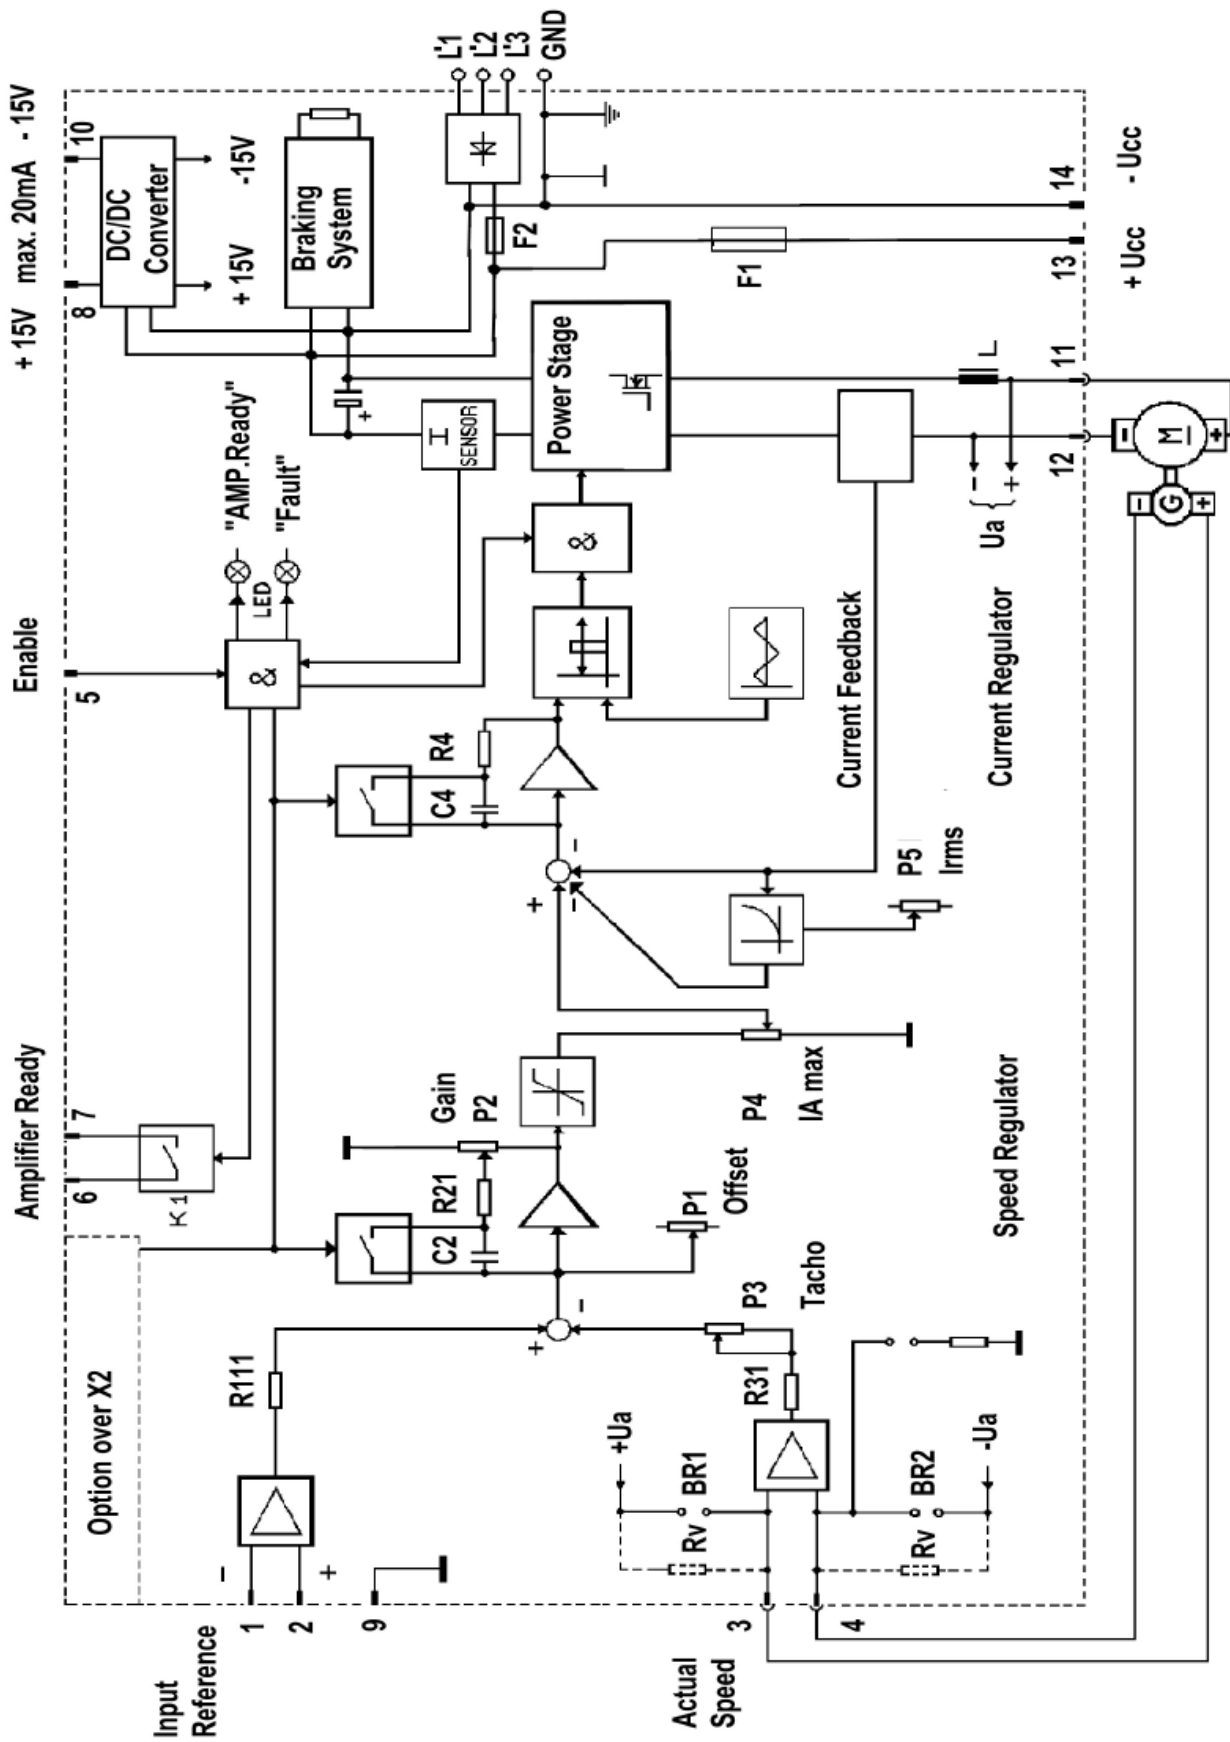 Input
Reference
Actual
Speed
1
2
9
3
4
-
+
Option over X2
R111
+
-
+Ua
BR1
Rv
BR2
Rv
-Ua
R31
P3
Tacho
P1
Offset
C2
R21
Gain
P2
P4
IA max
Speed Regulator
Amplifier Ready
6
7
K1
+
-
-
P5
Irms
C4
R4
Current Feedback
Current Regulator
Enable
5
&
LED
"AMP.Ready"
"Fault"
&
I
SENSOR
+
Power Stage
L
Ua
-
+
12
11
-
M
+
-
G
+
+15V max. 20mA -15V
8
10
DC/DC
Converter
+15V
-15V
Braking
System
F2
F1
L1
L2
L3
GND
13
14
+ Ucc
- Ucc